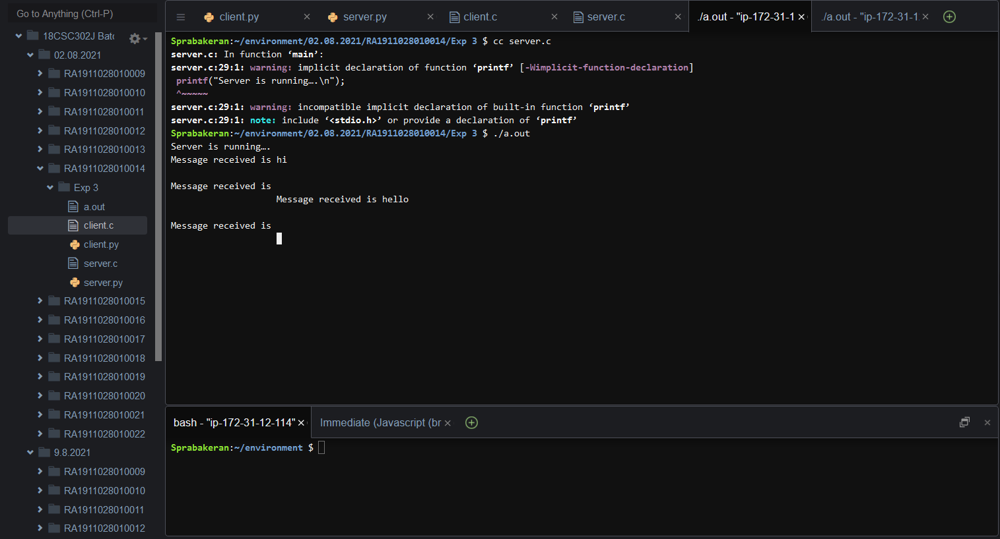 Go to Anything (Ctrl-P)
18CSC302J Batc
02.08.2021
RA1911028010009
RA1911028010010
RA1911028010011
RA1911028010012
RA1911028010013
RA1911028010014
Exp 3
a.out
client.c
client.py
server.c
server.py
RA1911028010015
RA1911028010016
RA1911028010017
RA1911028010018
RA1911028010019
RA1911028010020
RA1911028010021
RA1911028010022
9.8.2021
RA1911028010009
RA1911028010010
RA1911028010011
RA1911028010012
client.py × server.py × client.c × server.c × ./a.out - "ip-172-31-1 × ./a.out - "ip-172-31-1 ×
Sprabakeran:~/environment/02.08.2021/RA1911028010014/Exp 3 $ cc server.c
server.c: In function ‘main’:
server.c:29:1: warning: implicit declaration of function ‘printf’ [-Wimplicit-function-declaration]
printf("Server is running….\n");
^~~~~~
server.c:29:1: warning: incompatible implicit declaration of built-in function ‘printf’
server.c:29:1: note: include ‘<stdio.h>’ or provide a declaration of ‘printf’
Sprabakeran:~/environment/02.08.2021/RA1911028010014/Exp 3 $ ./a.out
Server is running….
Message received is hi
Message received is
Message received is hello
Message received is
bash - "ip-172-31-12-114" × Immediate (Javascript (br ×
Sprabakeran:~/environment $